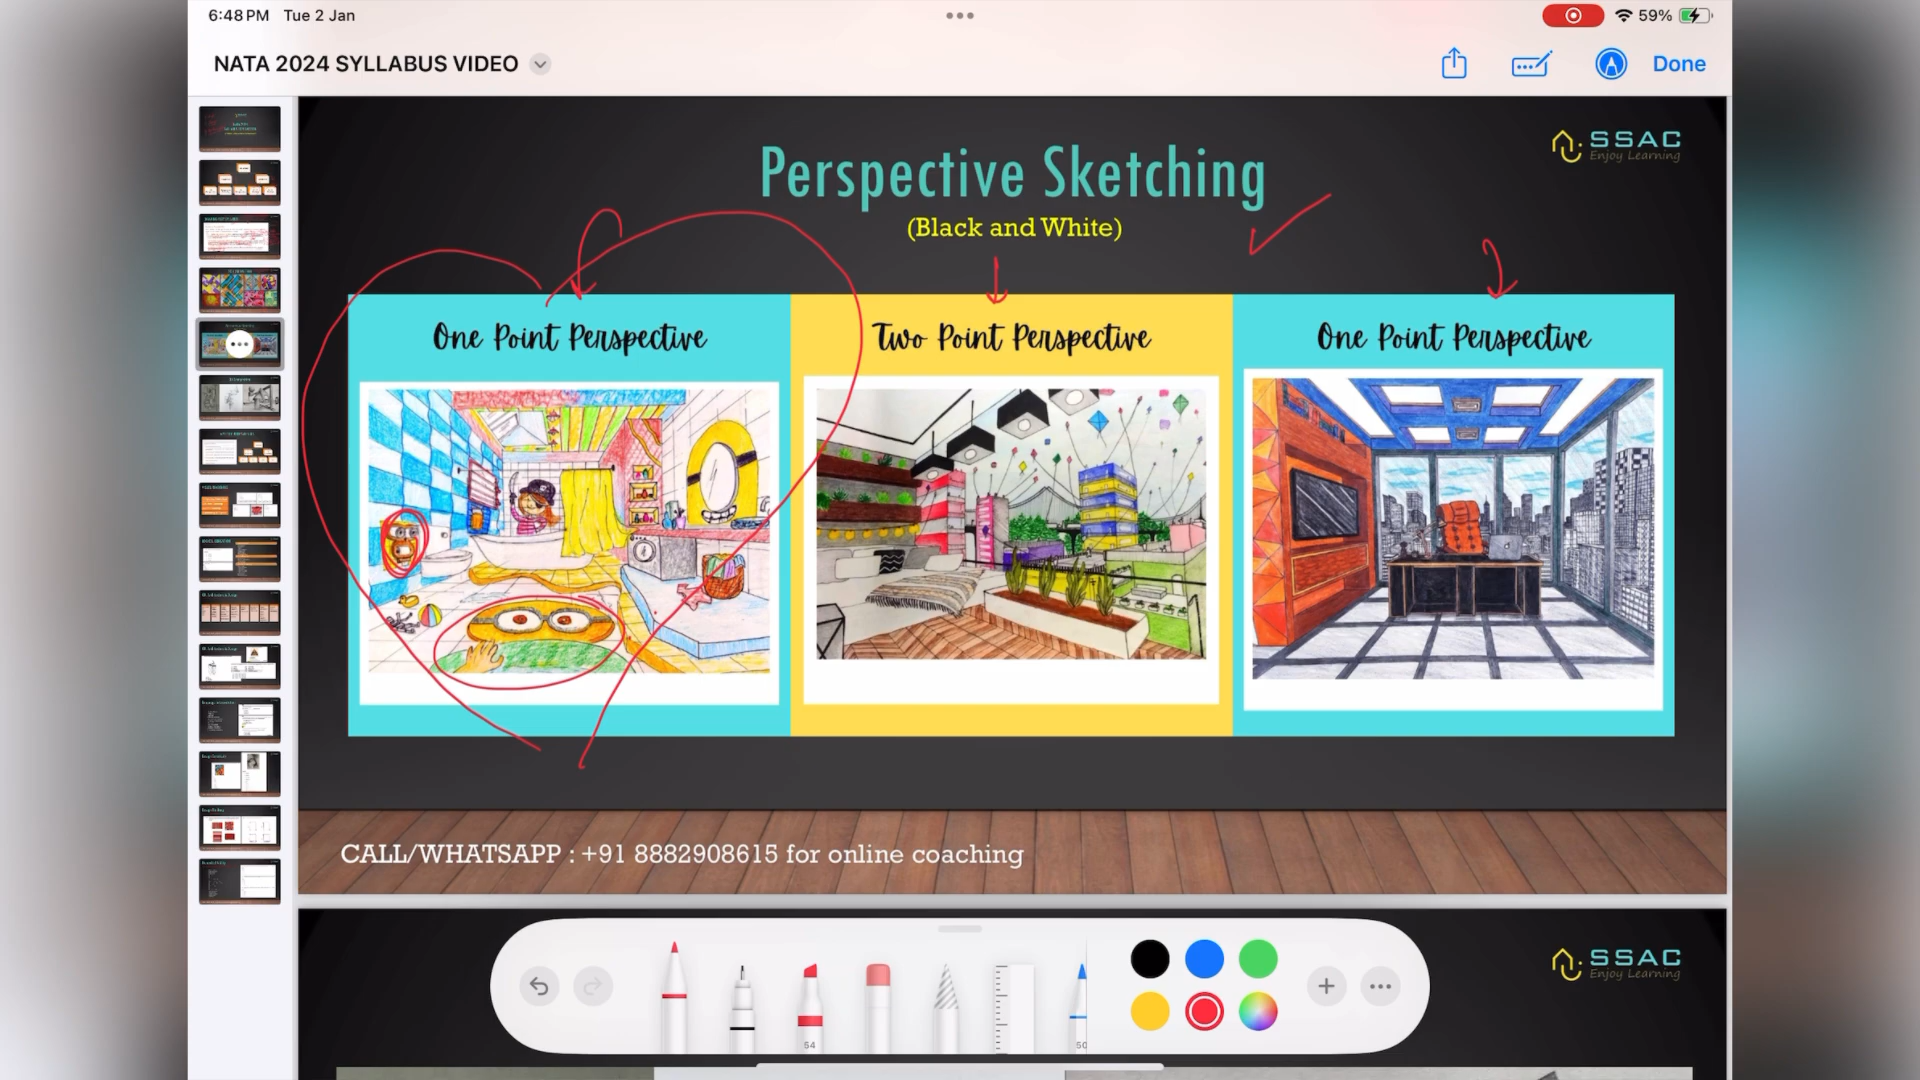 6:48 PM Tue 2 Jan
59%
NATA 2024 SYLLABUS VIDEO
Done
SSAC
Enjoy Learning
Perspective Sketching
(Black and White)
One Point Perspective
Two Point Perspective
One Point Perspective
CALL/WHATSAPP : +91 8882908615 for online coaching
SSAC
Enjoy Learning
54
50